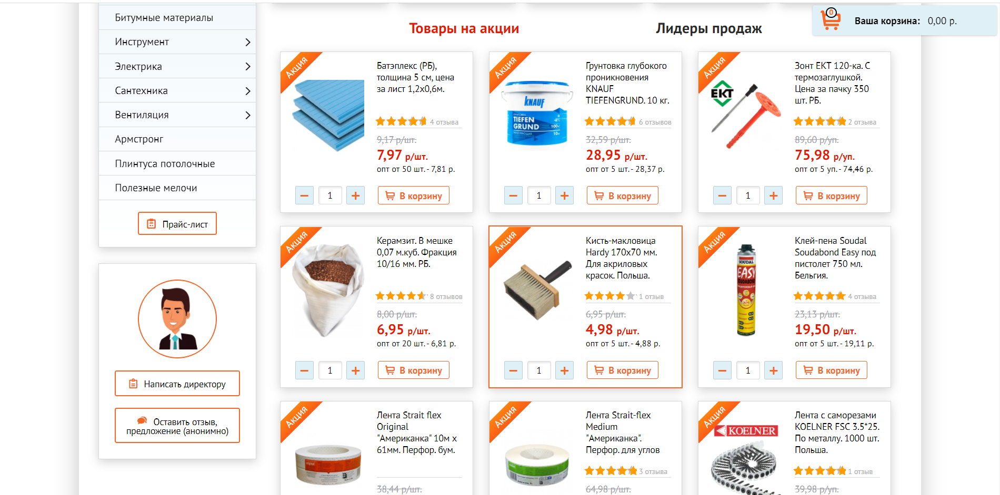 Битумные материалы
Инструмент
Электрика
Сантехника
Вентиляция
Армстронг
Плинтуса потолочные
Полезные мелочи
Прайс-лист
Написать директору
Оставить отзыв,
предложение (анонимно)
0
Ваша корзина: 0,00 р.
Товары на акции
Лидеры продаж
Акция
Батэплекс (РБ),
толщина 5 см, цена
за лист 1,2х0,6м.
4 отзыва
9,17 р/шт.
7,97 р/шт.
опт от 50 шт. - 7,81 р.
1
В корзину
Акция
KNAUF
ГРУНТОВКА
TIEFEN
GRUND
Грунтовка глубокого
проникновения
KNAUF
TIEFENGRUND. 10 кг.
6 отзывов
32,59 р/шт.
28,95 р/шт.
опт от 5 шт. - 28,37 р.
1
В корзину
Акция
EKT
Зонт EKT 120-ка. С
термозаглушкой.
Цена за пачку 350
шт. РБ.
2 отзыва
89,60 р/уп.
75,98 р/уп.
опт от 5 уп. - 74,46 р.
1
В корзину
Акция
Керамзит. В мешке
0,07 м.куб. Фракция
10/16 мм. РБ.
8 отзывов
8,00 р/шт.
6,95 р/шт.
опт от 20 шт. - 6,81 р.
1
В корзину
Акция
Кисть-макловица
Hardy 170х70 мм.
Для акриловых
красок. Польша.
1 отзыв
6,95 р/шт.
4,98 р/шт.
опт от 5 шт. - 4,88 р.
1
В корзину
Акция
SOUDAL
EASY
SOUDABOND
Клей-пена Soudal
Soudabond Easy под
пистолет 750 мл.
Бельгия.
4 отзыва
23,13 р/шт.
19,50 р/шт.
опт от 5 шт. - 19,11 р.
1
В корзину
Акция
Лента Strait flex
Original
"Американка" 10м х
61мм. Перфор. бум.
38,44 р/шт.
Акция
Лента Strait-flex
Medium
"Американка".
Перфор. для углов
3 отзыва
64,98 р/шт.
Акция
KOELNER
Лента с саморезами
KOELNER FSC 3.5*25.
По металлу. 1000 шт.
Польша.
1 отзыв
39,98 р/уп.